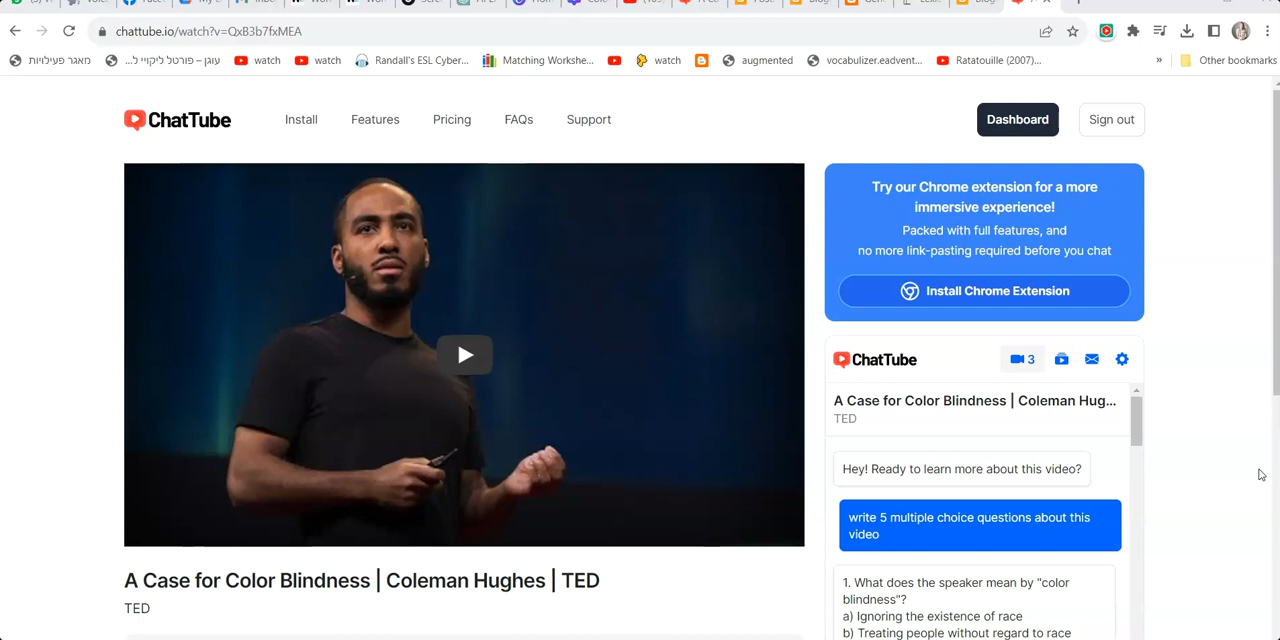 chattube.io/watch?v=QxB3b7fxMEA
מאגר פעילויות
עוגן – פורטל ליקויי ל...
watch
watch
Randall's ESL Cyber...
Matching Workshe...
watch
augmented
vocabulizer.eadvent...
Ratatouille (2007)...
»
Other bookmarks
ChatTube
Install
Features
Pricing
FAQs
Support
Dashboard
Sign out
Try our Chrome extension for a more
immersive experience!
Packed with full features, and
no more link-pasting required before you chat
Install Chrome Extension
ChatTube
3
A Case for Color Blindness | Coleman Hug...
TED
Hey! Ready to learn more about this video?
write 5 multiple choice questions about this
video
1. What does the speaker mean by "color
blindness"?
a) Ignoring the existence of race
b) Treating people without regard to race
A Case for Color Blindness | Coleman Hughes | TED
TED